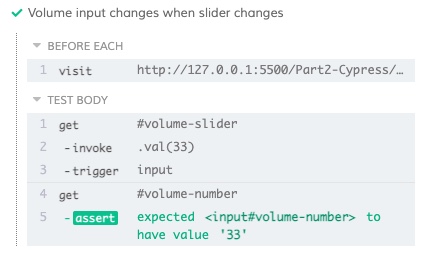 Volume input changes when slider changes
BEFORE EACH
1 visit http://127.0.0.1:5500/Part2-Cypress/…
TEST BODY
1 get #volume-slider
2 -invoke .val(33)
3 -trigger input
4 get #volume-number
5 -assert expected <input#volume-number> to
have value '33'